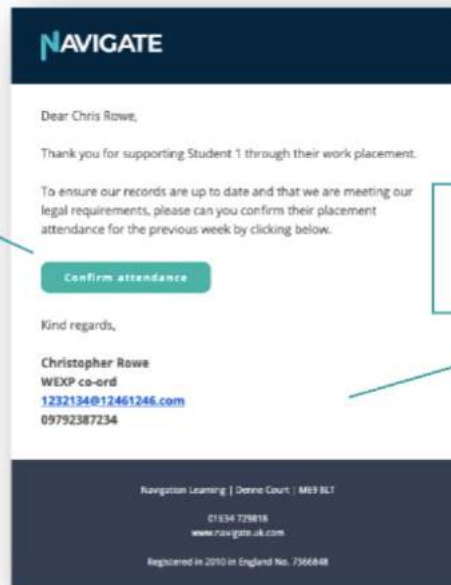 NAVIGATE
Dear Chris Rowe,
Thank you for supporting Student 1 through their work placement.
To ensure our records are up to date and that we are meeting our
legal requirements, please can you confirm their placement
attendance for the previous week by clicking below.
Confirm attendance
Kind regards,
Christopher Rowe
WEXP co-ord
1232134@12461246.com
09792387234
Navigation Learning | Denne Court | ME9 8LT
01634 729818
www.navigate.uk.com
Registered in 2010 in England No. 7366848